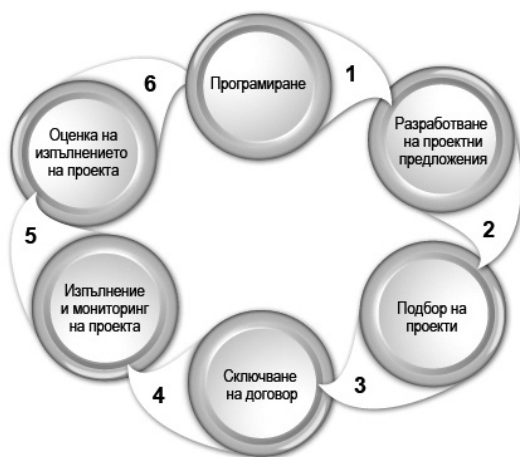 Програмиране
1
Разработване
на проектни
предложения
2
Подбор на
проекти
3
Сключване
на договор
4
Изпълнение
и мониторинг
на проекта
5
Оценка на
изпълнението
на проекта
6